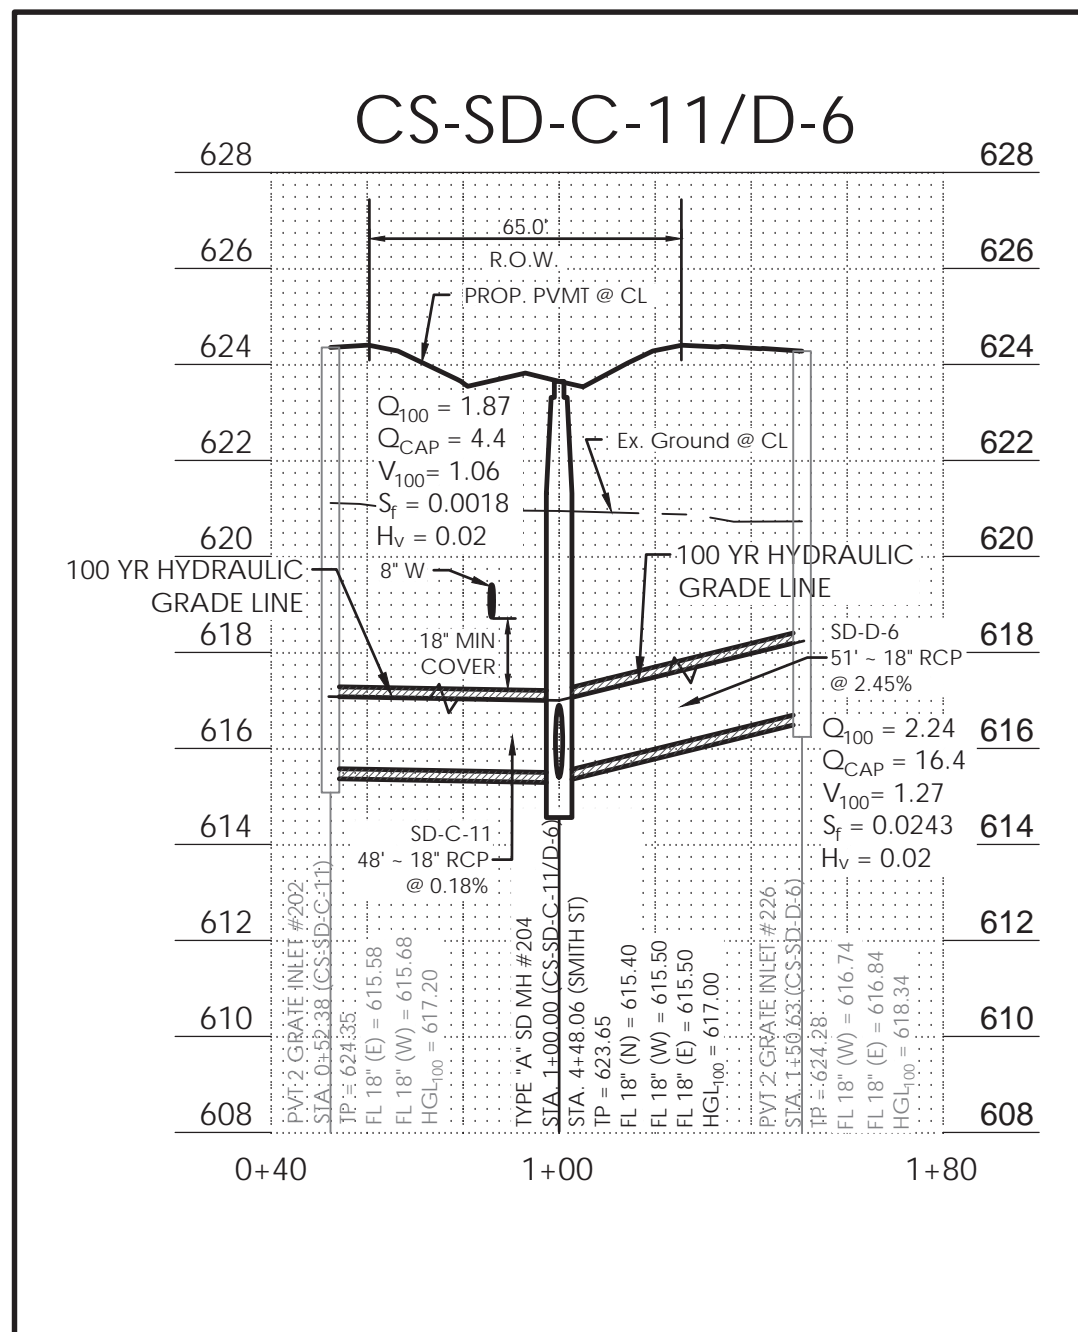 CS-SD-C-11/D-6
628 628
65.0'
R.O.W.
626 626
PROP. PVMT @ CL
624 624
Q100 = 1.87
QCAP = 4.4
V100= 1.06
Sf = 0.0018
HV = 0.02
Ex. Ground @ CL
622 622
620 620
100 YR HYDRAULIC
GRADE LINE
8" W
100 YR HYDRAULIC
GRADE LINE
18" MIN
COVER
618 618
SD-D-6
51' ~ 18" RCP
@ 2.45%
616 616
Q100 = 2.24
QCAP = 16.4
V100= 1.27
Sf = 0.0243
HV = 0.02
SD-C-11
48' ~ 18" RCP
@ 0.18%
614 614
612 612
610 610
608 608
PVT 2 GRATE INLET #202
STA. 0+52.38 (CS-SD-C-11)
TP = 624.35
FL 18" (E) = 615.58
FL 18" (W) = 615.68
HGL100 = 617.20
TYPE "A" SD MH #204
STA. 1+00.00 (CS-SD-C-11/D-6)
STA. 4+48.06 (SMITH ST)
TP = 623.65
FL 18" (N) = 615.40
FL 18" (W) = 615.50
FL 18" (E) = 615.50
HGL100 = 617.00
PVT 2 GRATE INLET #226
STA. 1+50.63 (CS-SD-D-6)
TP = 624.28
FL 18" (W) = 616.74
FL 18" (E) = 616.84
HGL100 = 618.34
0+40 1+00 1+80